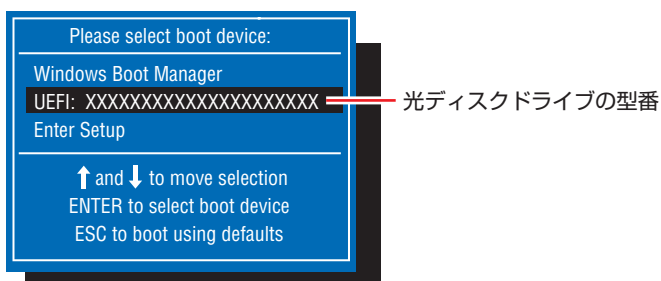 Please select boot device:
Windows Boot Manager
UEFI: XXXXXXXXXXXXXXXXXXXXX
光ディスクドライブの型番
Enter Setup
↑ and ↓ to move selection
ENTER to select boot device
ESC to boot using defaults